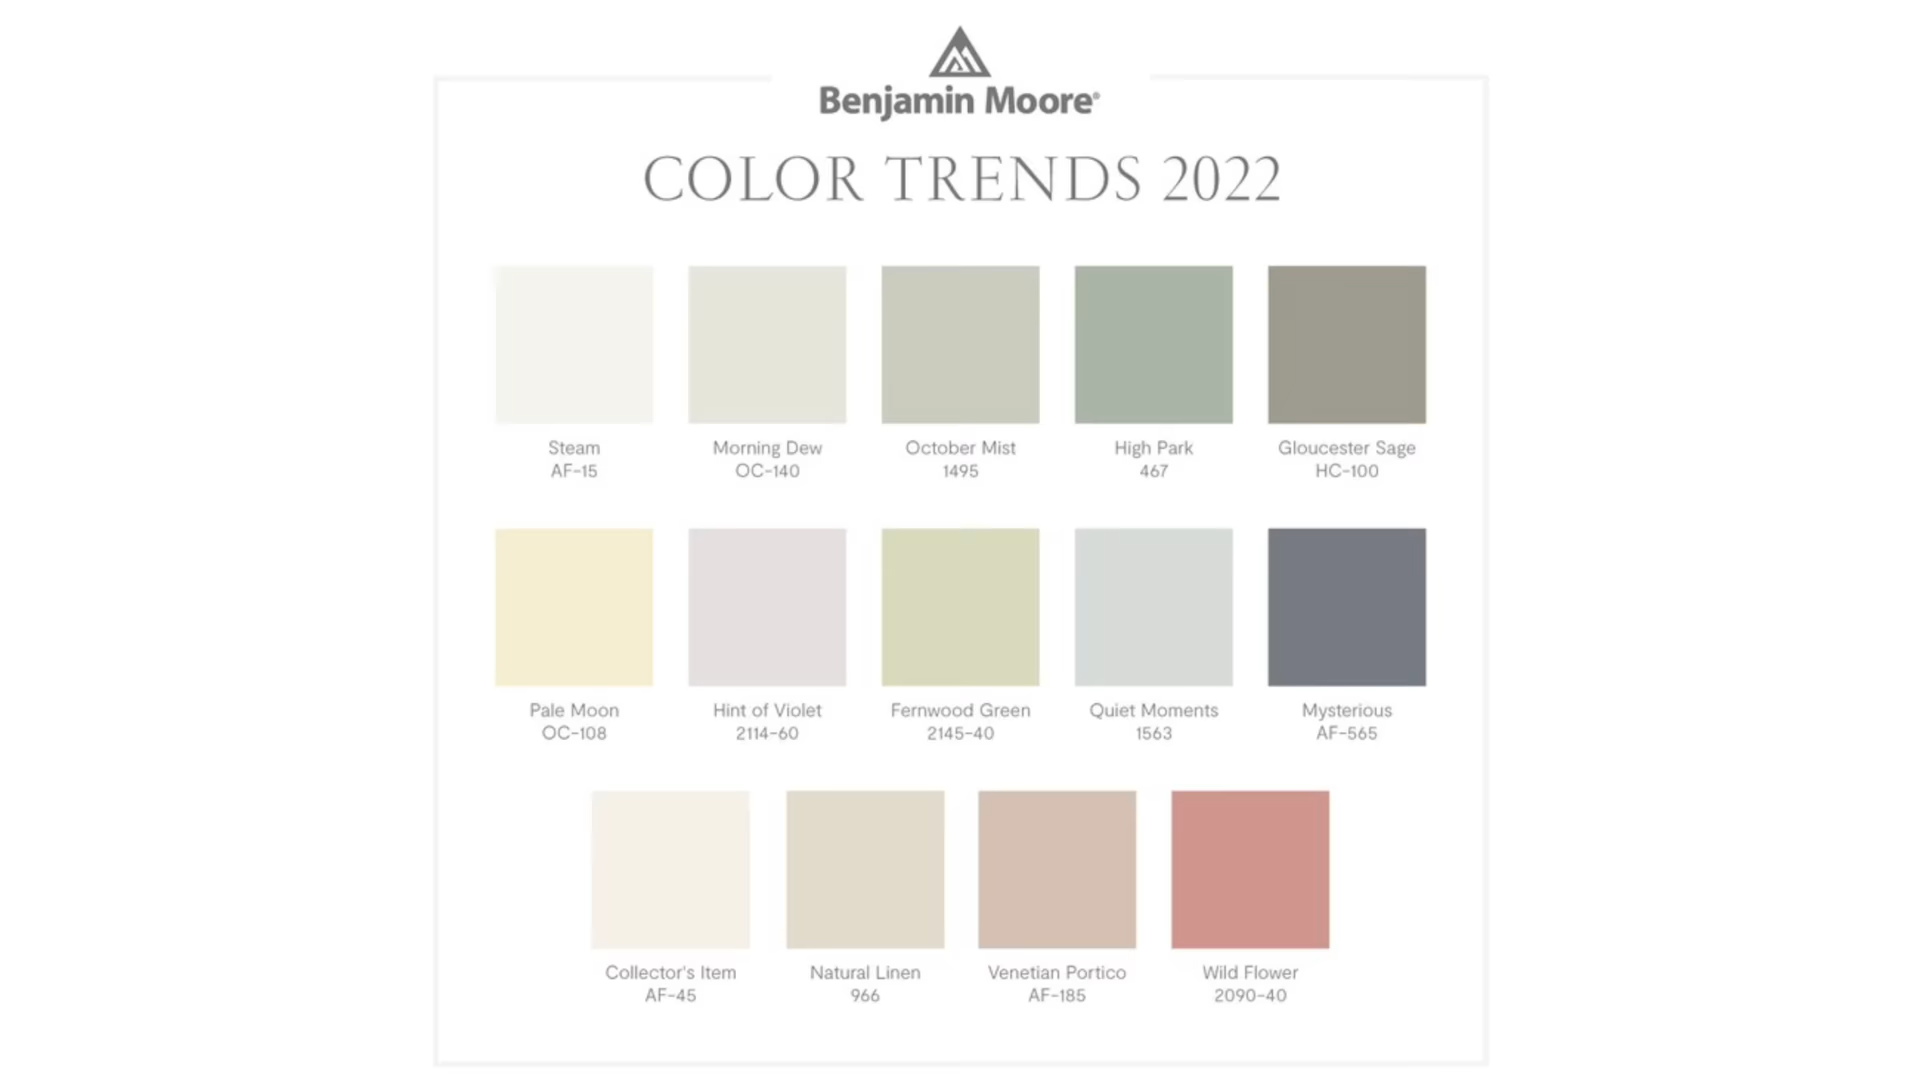 Benjamin Moore®
COLOR TRENDS 2022
Steam
AF-15
Morning Dew
OC-140
October Mist
1495
High Park
467
Gloucester Sage
HC-100
Pale Moon
OC-108
Hint of Violet
2114-60
Fernwood Green
2145-40
Quiet Moments
1563
Mysterious
AF-565
Collector's Item
AF-45
Natural Linen
966
Venetian Portico
AF-185
Wild Flower
2090-40